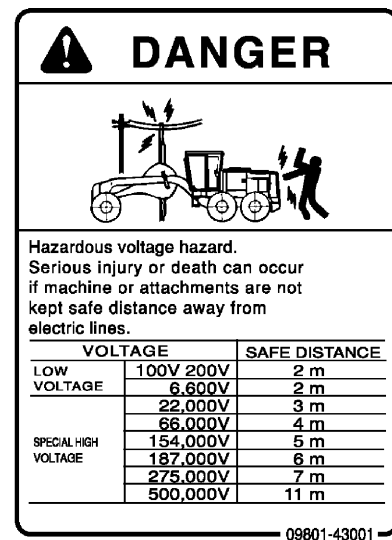 DANGER
Hazardous voltage hazard.
Serious injury or death can occur
if machine or attachments are not
kept safe distance away from
electric lines.
VOLTAGE SAFE DISTANCE
LOW VOLTAGE 100V 200V 2 m
6,600V 2 m
SPECIAL HIGH VOLTAGE 22,000V 3 m
66,000V 4 m
154,000V 5 m
187,000V 6 m
275,000V 7 m
500,000V 11 m
09801-43001